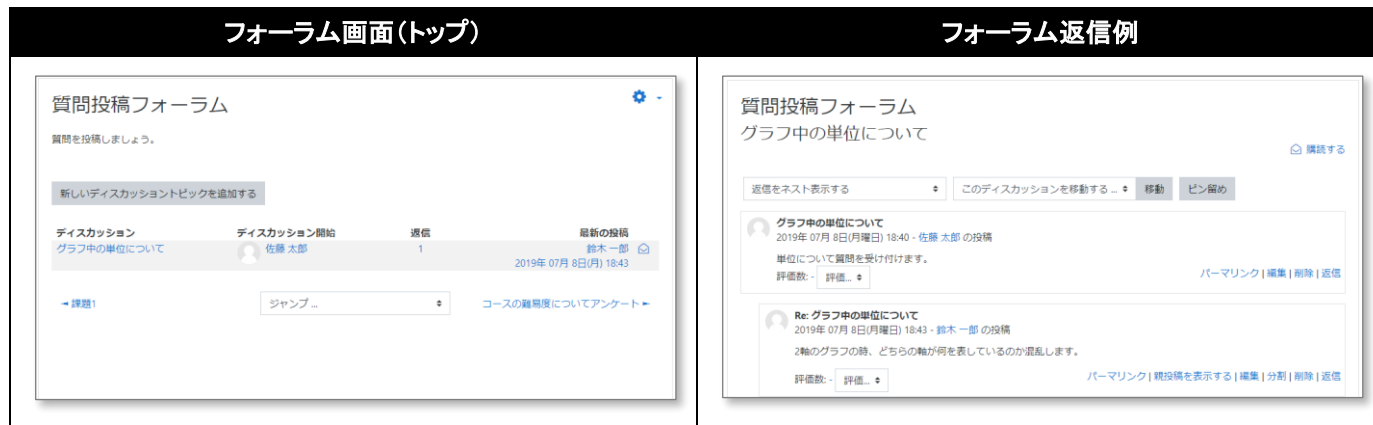 フォーラム画面（トップ）
質問投稿フォーラム
質問を投稿しましょう。
新しいディスカッショントピックを追加する
ディスカッション ディスカッション開始 返信 最新の投稿
グラフ中の単位について 佐藤 太郎 1 鈴木 一郎
2019年 07月 8日(月) 18:43
◄ 課題1 ジャンプ ... コースの難易度についてアンケート ►
フォーラム返信例
質問投稿フォーラム
グラフ中の単位について
購読する
返信をネスト表示する このディスカッションを移動する ... 移動 ピン留め
グラフ中の単位について
2019年 07月 8日(月曜日) 18:40 - 佐藤 太郎 の投稿
単位について質問を受け付けます。
評価数: - 評価... パーマリンク | 編集 | 削除 | 返信
Re: グラフ中の単位について
2019年 07月 8日(月曜日) 18:43 - 鈴木 一郎 の投稿
2軸のグラフの時、どちらの軸が何を表しているのか混乱します。
評価数: - 評価... パーマリンク | 親投稿を表示する | 編集 | 分割 | 削除 | 返信